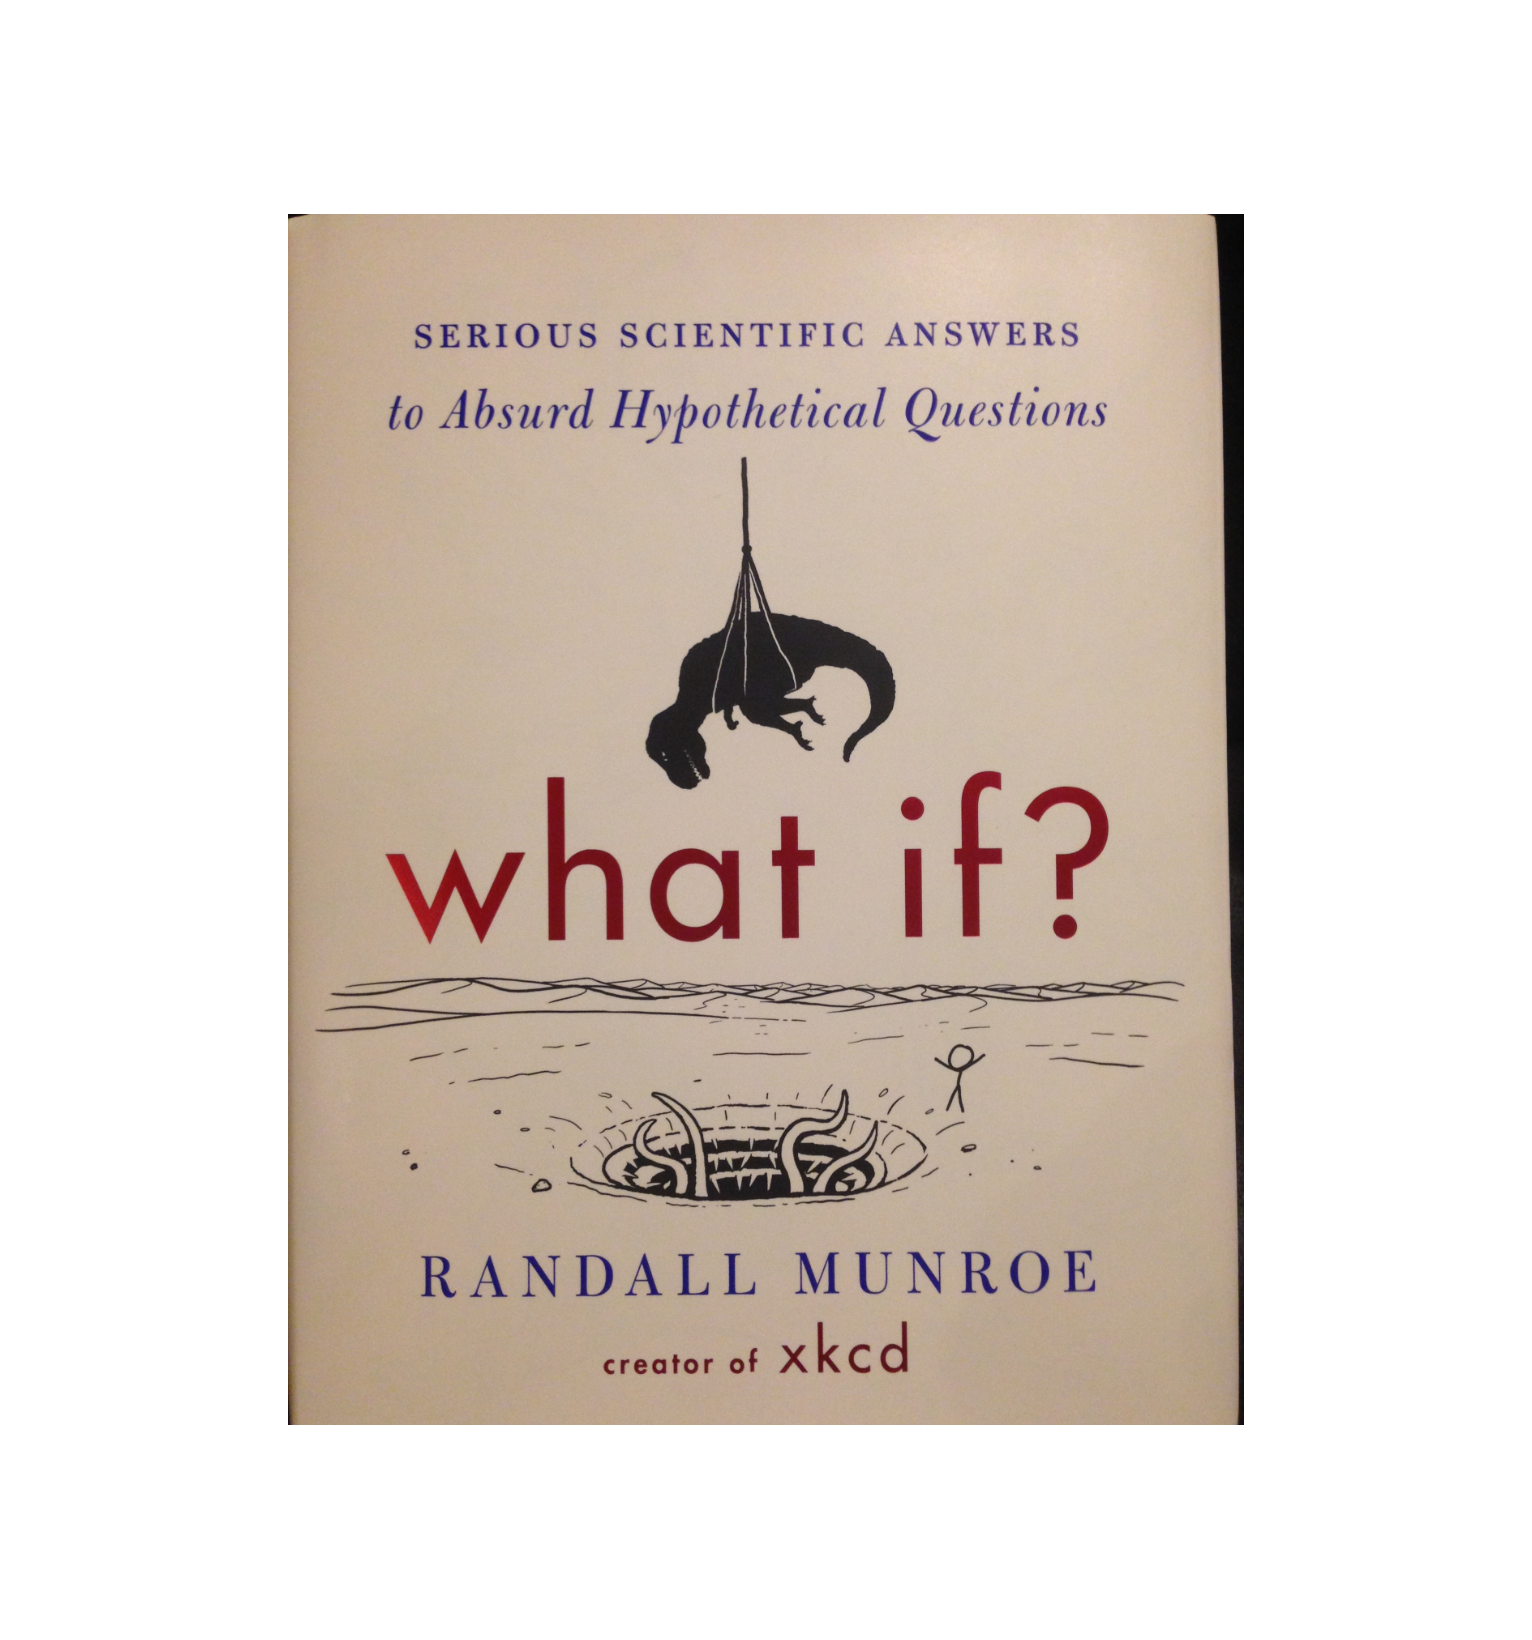 SERIOUS SCIENTIFIC ANSWERS
to Absurd Hypothetical Questions
what if?
RANDALL MUNROE
creator of xkcd